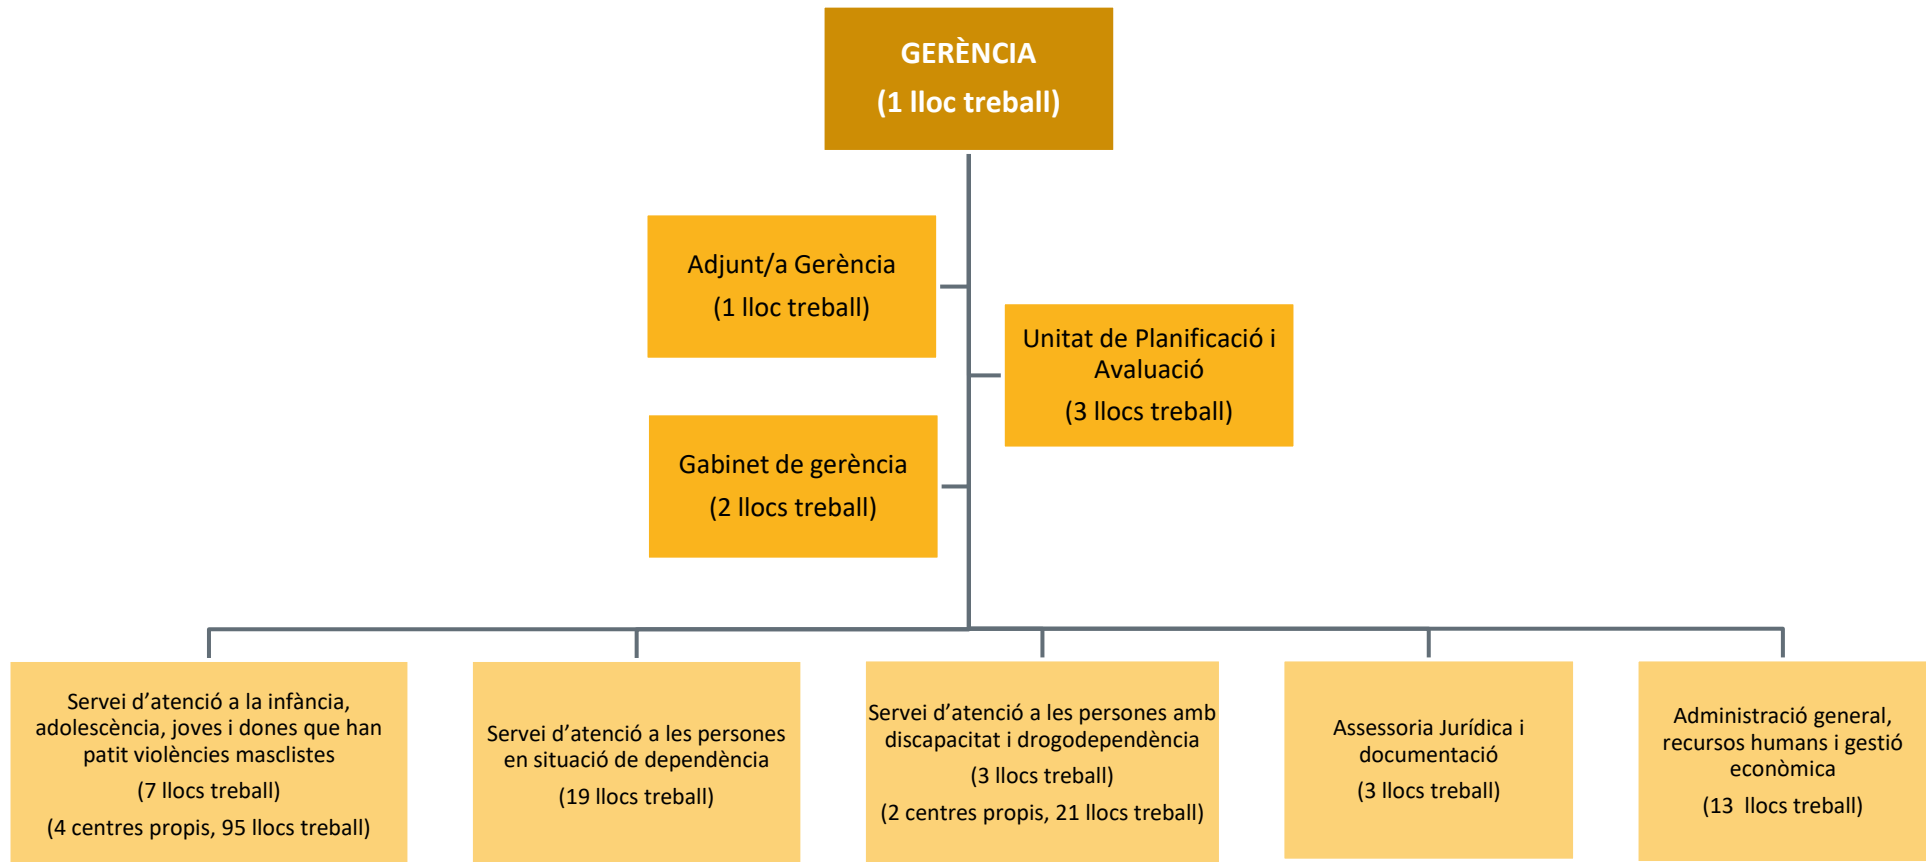 GERÈNCIA
(1 lloc treball)
Adjunt/a Gerència
(1 lloc treball)
Unitat de Planificació i
Avaluació
(3 llocs treball)
Gabinet de gerència
(2 llocs treball)
Servei d’atenció a la infància,
adolescència, joves i dones que han
patit violències masclistes
(7 llocs treball)
(4 centres propis, 95 llocs treball)
Servei d’atenció a les persones
en situació de dependència
(19 llocs treball)
Servei d’atenció a les persones amb
discapacitat i drogodependència
(3 llocs treball)
(2 centres propis, 21 llocs treball)
Assessoria Jurídica i
documentació
(3 llocs treball)
Administració general,
recursos humans i gestió
econòmica
(13  llocs treball)